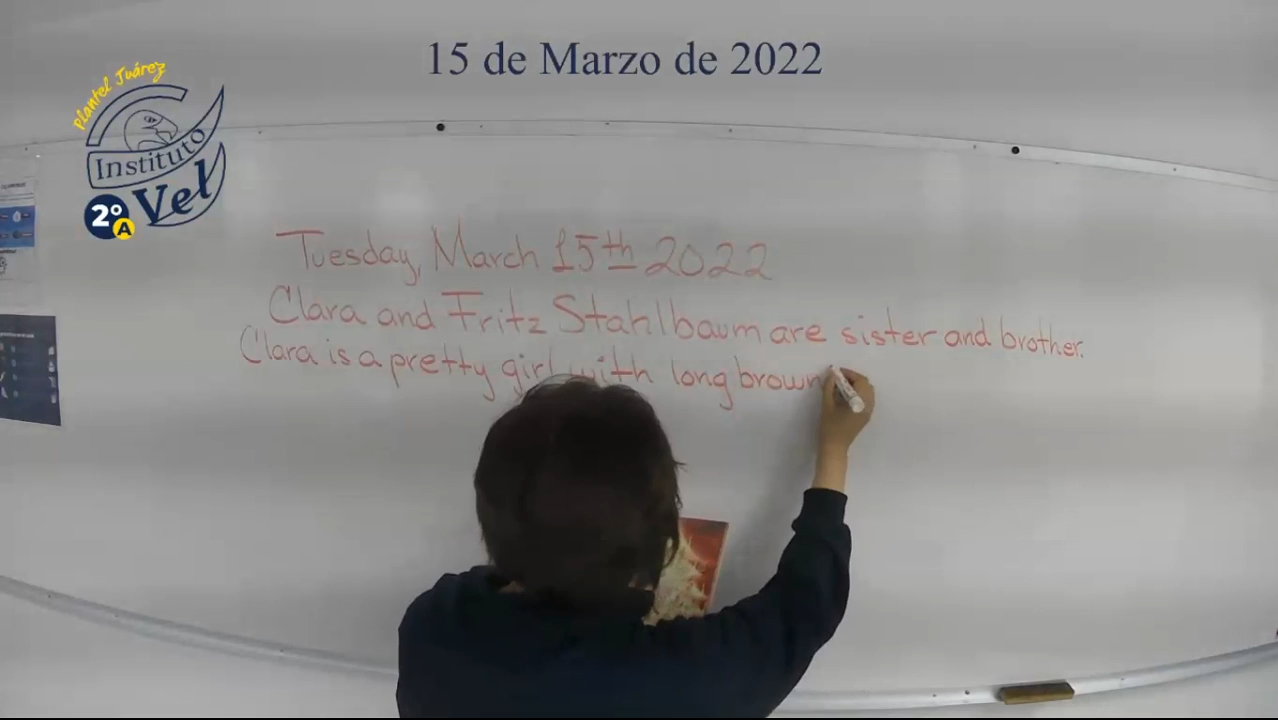 15 de Marzo de 2022
Plantel Juárez
Instituto
Vel
2° A
Tuesday, March 15th 2022
Clara and Fritz Stahlbaum are sister and brother.
Clara is a pretty girl with long brown